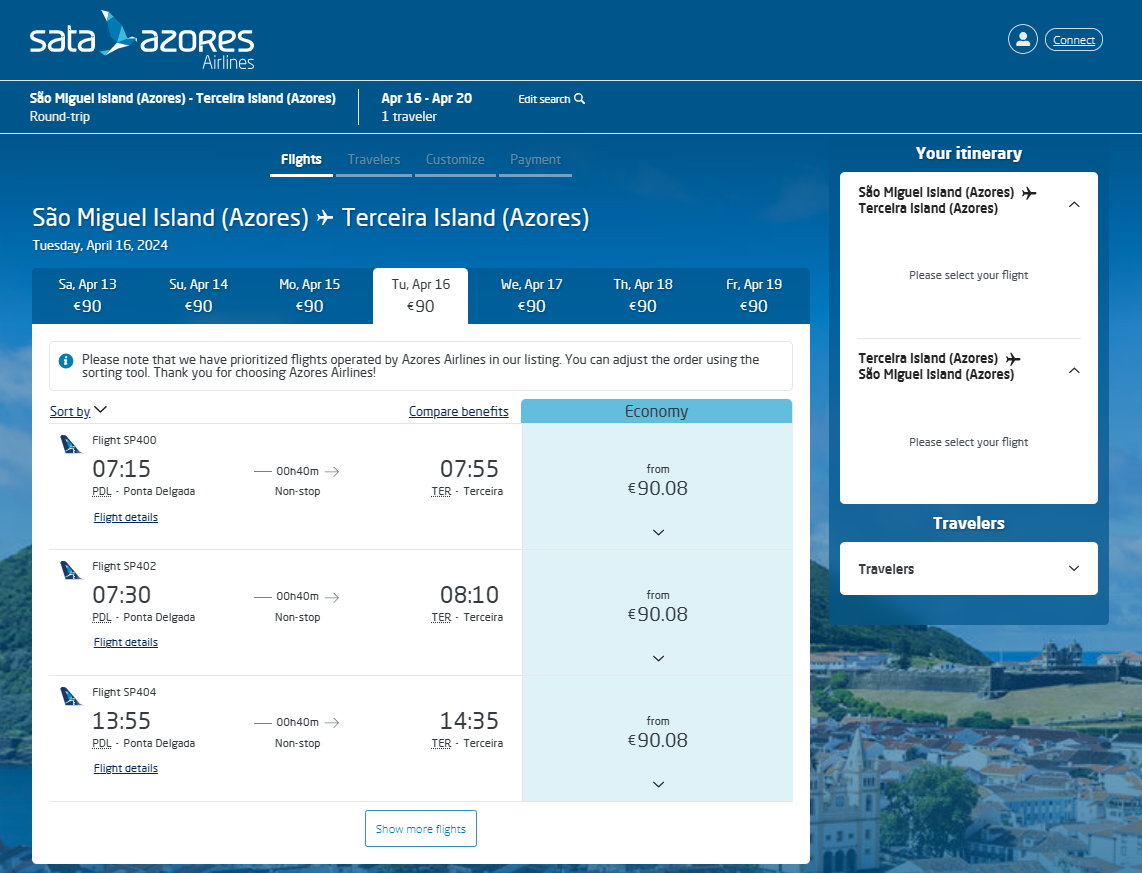 sata azores
Airlines
Connect
São Miguel Island (Azores) - Terceira Island (Azores)
Round-trip
Apr 16 - Apr 20
1 traveler
Edit search
Flights
Travelers
Customize
Payment
São Miguel Island (Azores) Terceira Island (Azores)
Tuesday, April 16, 2024
Sa, Apr 13
€90
Su, Apr 14
€90
Mo, Apr 15
€90
Tu, Apr 16
€90
We, Apr 17
€90
Th, Apr 18
€90
Fr, Apr 19
€90
Please note that we have prioritized flights operated by Azores Airlines in our listing. You can adjust the order using the
sorting tool. Thank you for choosing Azores Airlines!
Sort by
Compare benefits
Economy
Flight SP400
07:15
00h40m
07:55
PDL - Ponta Delgada
Non-stop
TER - Terceira
Flight details
from
€90.08
Flight SP402
07:30
00h40m
08:10
PDL - Ponta Delgada
Non-stop
TER - Terceira
Flight details
from
€90.08
Flight SP404
13:55
00h40m
14:35
PDL - Ponta Delgada
Non-stop
TER - Terceira
Flight details
from
€90.08
Show more flights
Your itinerary
São Miguel Island (Azores)
Terceira Island (Azores)
Please select your flight
Terceira Island (Azores)
São Miguel Island (Azores)
Please select your flight
Travelers
Travelers